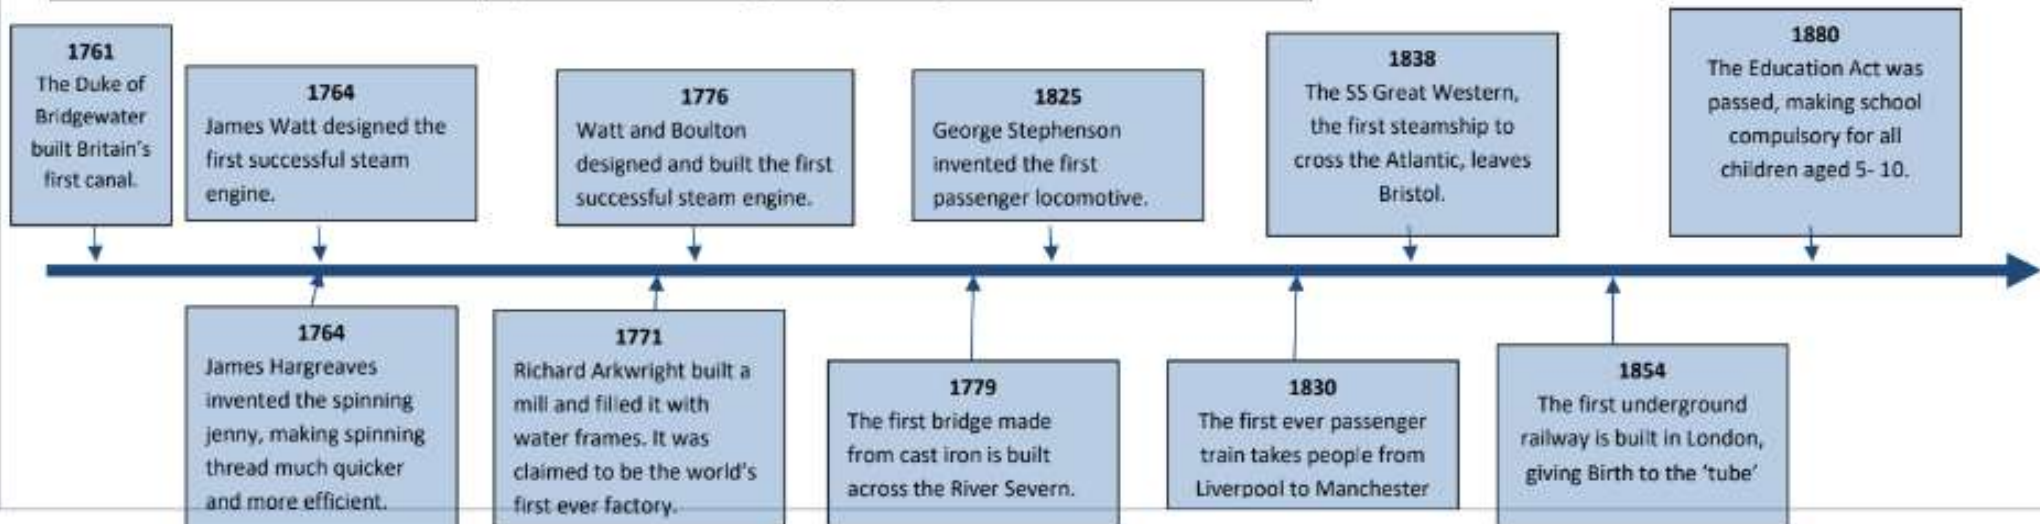 1761
The Duke of
Bridgewater
built Britain's
first canal.
1764
James Watt designed the
first successful steam
engine.
1776
Watt and Boulton
designed and built the first
successful steam engine.
1825
George Stephenson
invented the first
passenger locomotive.
1838
The SS Great Western,
the first steamship to
cross the Atlantic, leaves
Bristol.
1880
The Education Act was
passed, making school
compulsory for all
children aged 5- 10.
1764
James Hargreaves
invented the spinning
jenny, making spinning
thread much quicker
and more efficient.
1771
Richard Arkwright built a
mill and filled it with
water frames. It was
claimed to be the world's
first ever factory.
1779
The first bridge made
from cast iron is built
across the River Severn.
1830
The first ever passenger
train takes people from
Liverpool to Manchester
1854
The first underground
railway is built in London,
giving Birth to the 'tube'